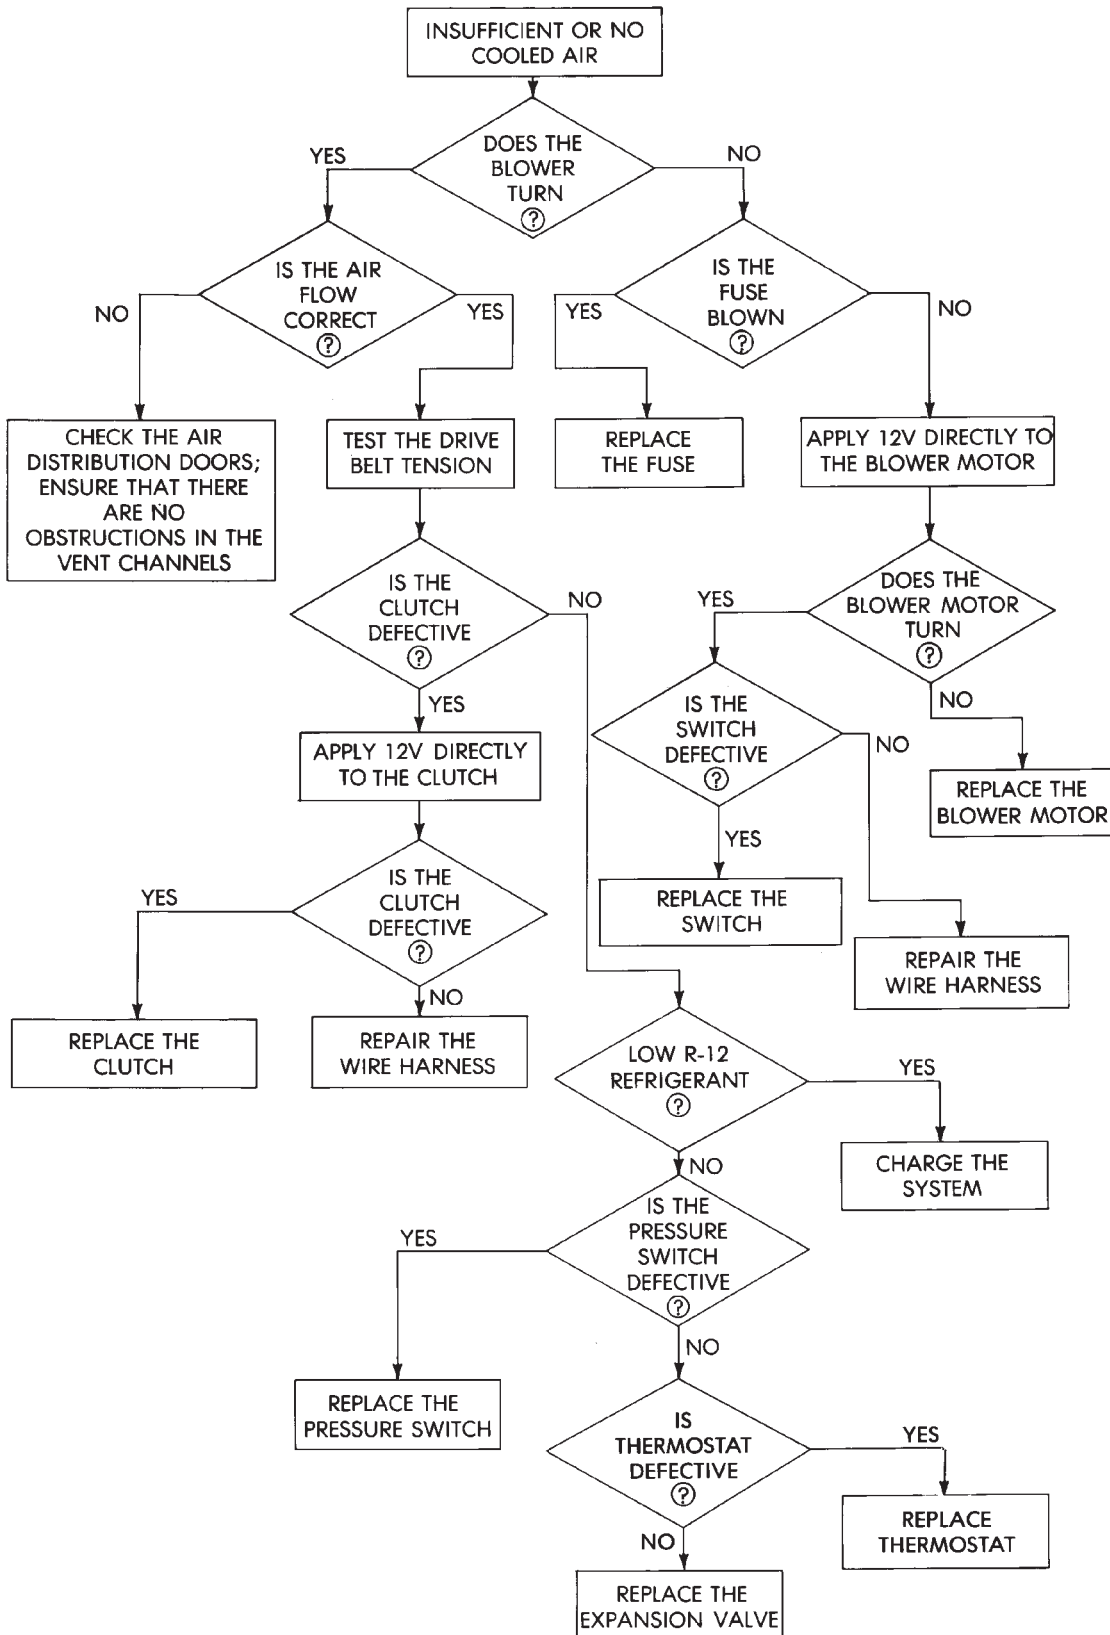 INSUFFICIENT OR NO
COOLED AIR
DOES THE
BLOWER
TURN
?
YES
NO
IS THE AIR
FLOW
CORRECT
?
NO
YES
IS THE
FUSE
BLOWN
?
YES
NO
CHECK THE AIR
DISTRIBUTION DOORS;
ENSURE THAT THERE
ARE NO
OBSTRUCTIONS IN THE
VENT CHANNELS
TEST THE DRIVE
BELT TENSION
REPLACE
THE FUSE
APPLY 12V DIRECTLY TO
THE BLOWER MOTOR
IS THE
CLUTCH
DEFECTIVE
?
NO
YES
DOES THE
BLOWER MOTOR
TURN
?
YES
NO
APPLY 12V DIRECTLY
TO THE CLUTCH
IS THE
SWITCH
DEFECTIVE
?
NO
YES
REPLACE THE
BLOWER MOTOR
IS THE
CLUTCH
DEFECTIVE
?
YES
NO
REPLACE THE
SWITCH
REPAIR THE
WIRE HARNESS
REPLACE THE
CLUTCH
REPAIR THE
WIRE HARNESS
LOW R-12
REFRIGERANT
?
YES
NO
CHARGE THE
SYSTEM
IS THE
PRESSURE
SWITCH
DEFECTIVE
?
YES
NO
REPLACE THE
PRESSURE SWITCH
IS
THERMOSTAT
DEFECTIVE
?
YES
NO
REPLACE
THERMOSTAT
REPLACE THE
EXPANSION VALVE